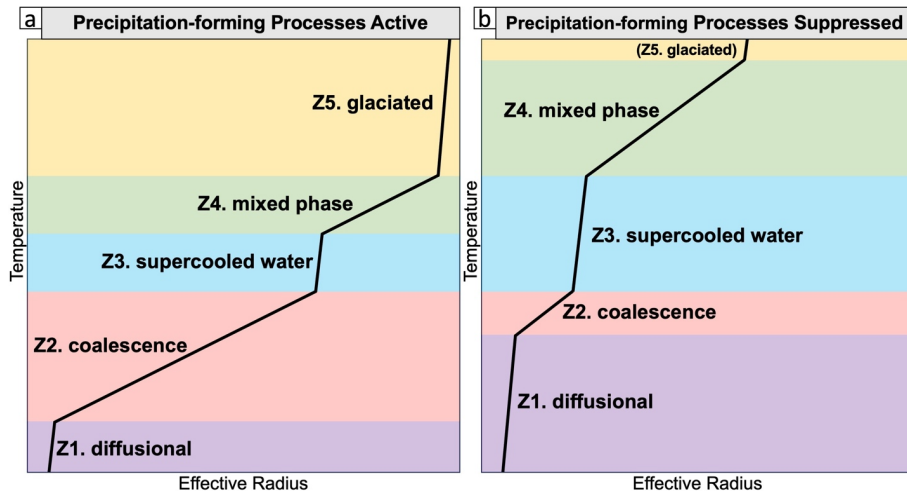 a
Precipitation-forming Processes Active
Z5. glaciated
Z4. mixed phase
Z3. supercooled water
Z2. coalescence
Z1. diffusional
Temperature
Effective Radius
b
Precipitation-forming Processes Suppressed
(Z5. glaciated)
Z4. mixed phase
Z3. supercooled water
Z2. coalescence
Z1. diffusional
Temperature
Effective Radius